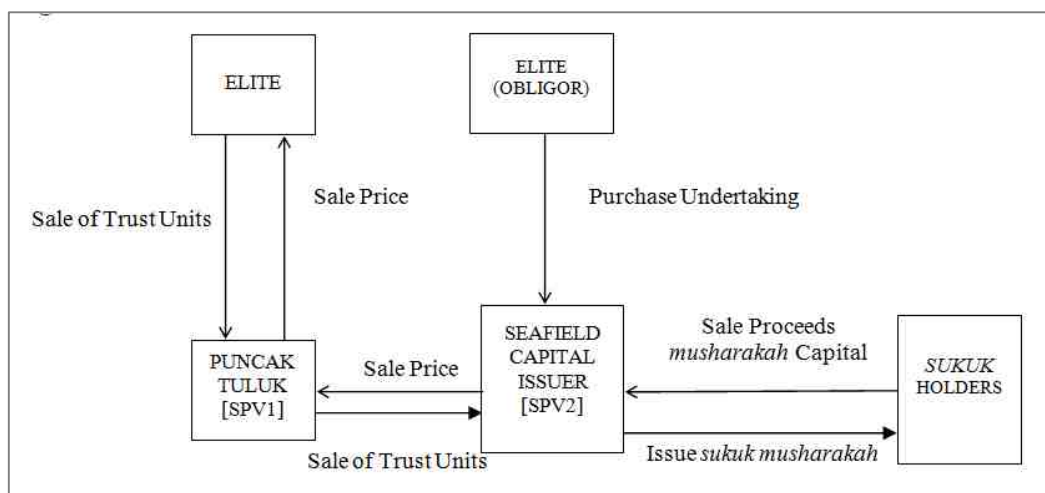 ELITE
ELITE
(OBLIGOR)
Sale Price
Purchase Undertaking
Sale of Trust Units
PUNCAK
TULUK
[SPV1]
Sale Price
SEAFIELD
CAPITAL
ISSUER
[SPV2]
Sale Proceeds
musharakah Capital
SUKUK
HOLDERS
Sale of Trust Units
Issue sukuk musharakah